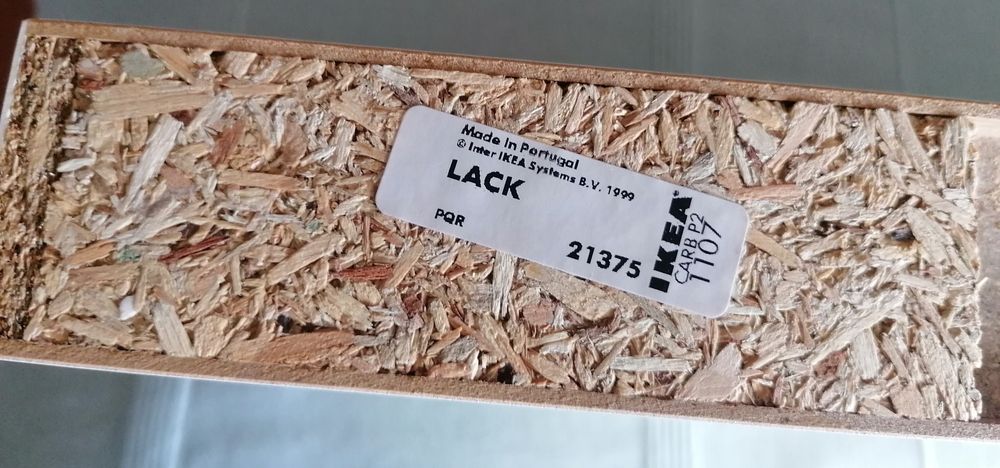 Made in Portugal
© Inter IKEA Systems B.V. 1999
LACK
PQR
21375
IKEA®
CARB P2
1107